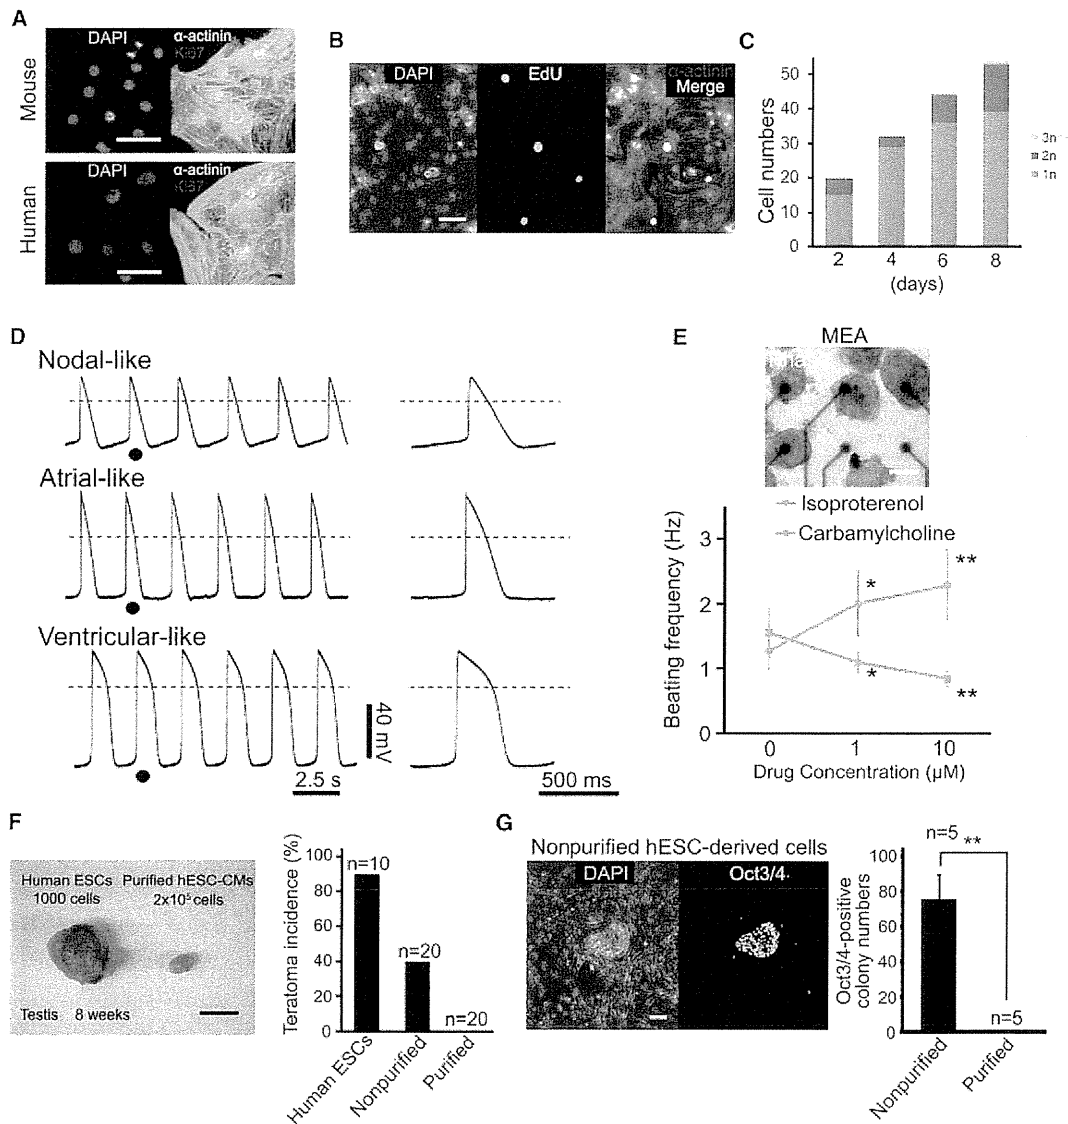 A
DAPI
α-actinin
Ki67
Mouse
DAPI
α-actinin
Ki67
Human
B
DAPI
EdU
α-actinin
Merge
C
Cell numbers
50
40
30
20
10
0
2 4 6 8
(days)
3n
2n
1n
D
Nodal-like
Atrial-like
Ventricular-like
40 mV
2.5 s
500 ms
E
MEA
Isoproterenol
Carbamylcholine
Beating frequency (Hz)
3
2
1
0
*
**
*
**
0 1 10
Drug Concentration (µM)
F
Human ESCs
1000 cells
Purified hESC-CMs
2x10⁵ cells
Testis 8 weeks
Teratoma incidence (%)
100
80
60
40
20
0
n=10
n=20
n=20
Human ESCs
Nonpurified
Purified
G
Nonpurified hESC-derived cells
DAPI
Oct3/4
Oct3/4-positive
colony numbers
100
80
60
40
20
0
n=5
**
n=5
Nonpurified
Purified